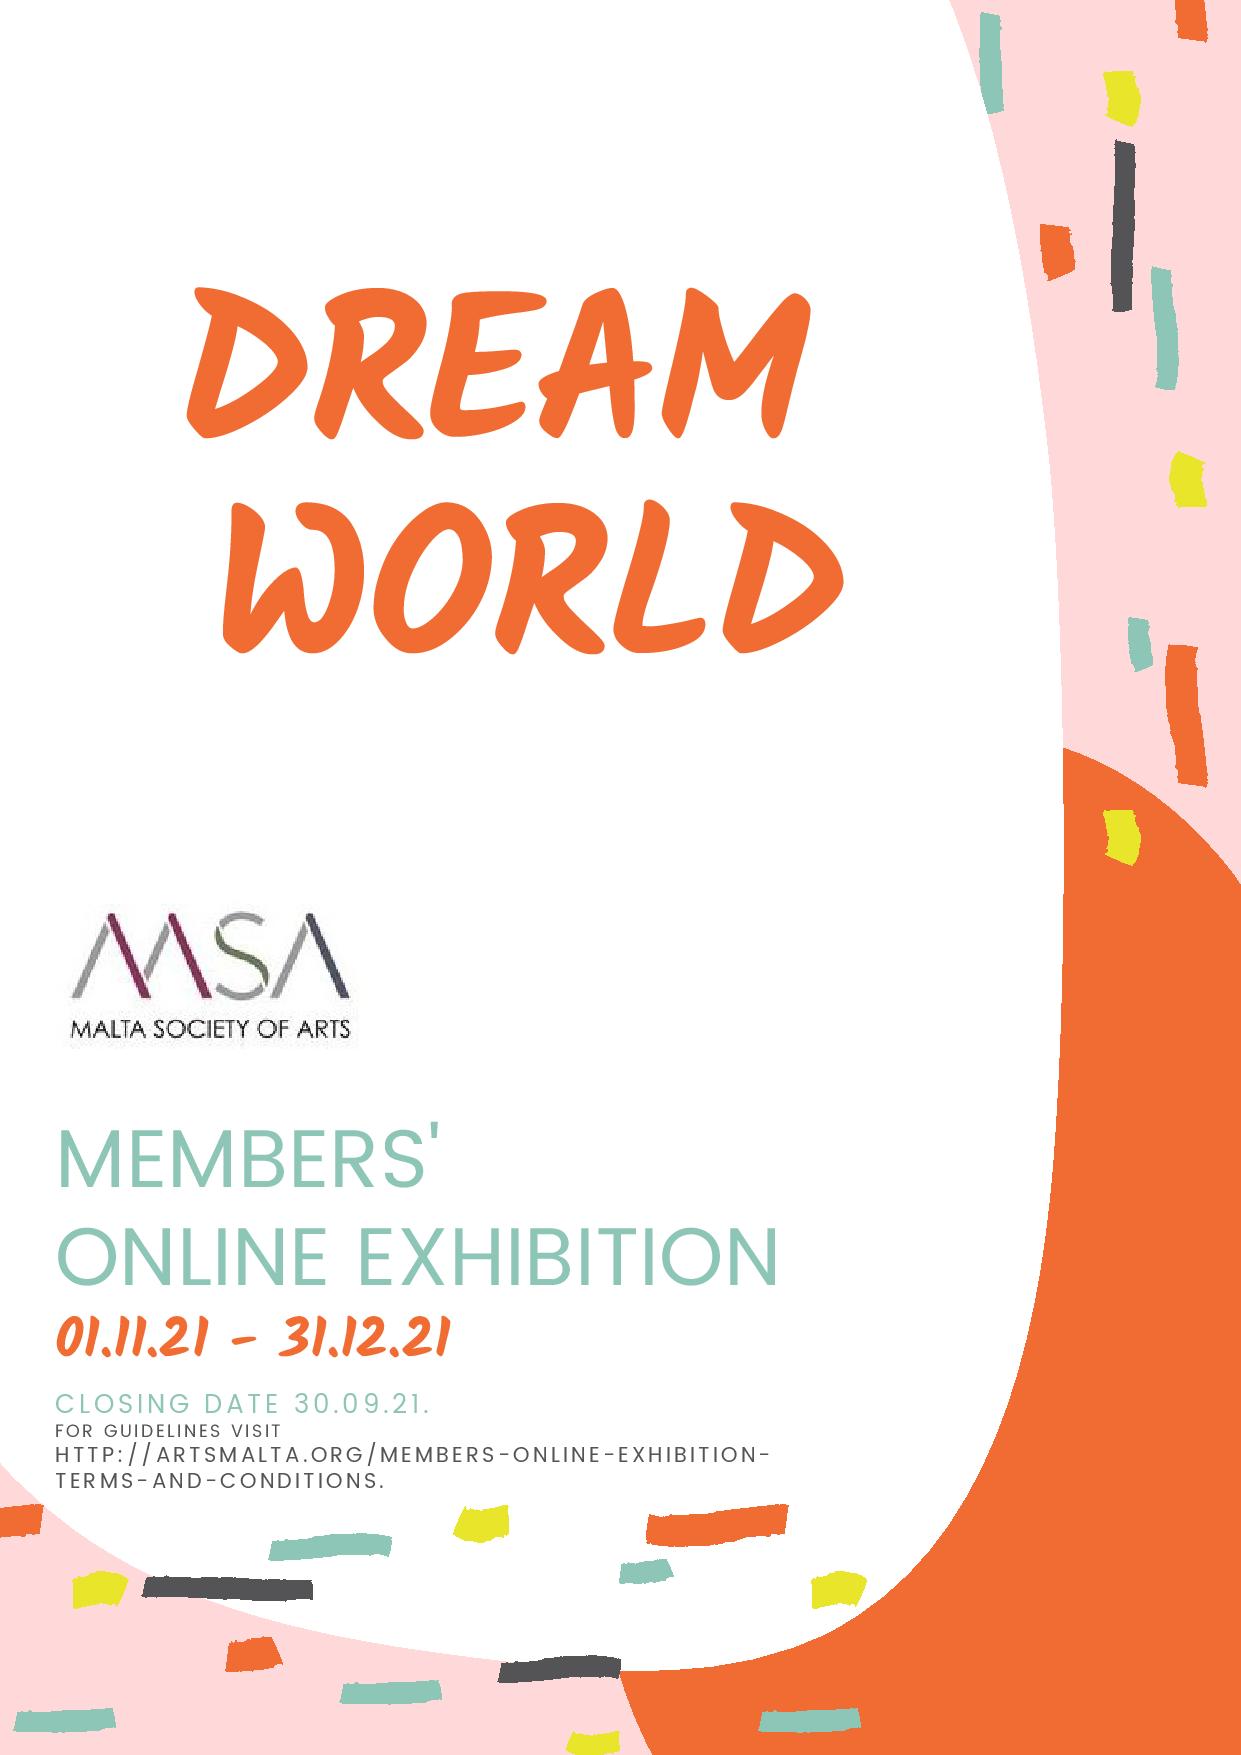 DREAM
WORLD
MSA
MALTA SOCIETY OF ARTS
MEMBERS'
ONLINE EXHIBITION
01.11.21 - 31.12.21
CLOSING DATE 30.09.21.
FOR GUIDELINES VISIT
HTTP://ARTSMALTA.ORG/MEMBERS-ONLINE-EXHIBITION-
TERMS-AND-CONDITIONS.